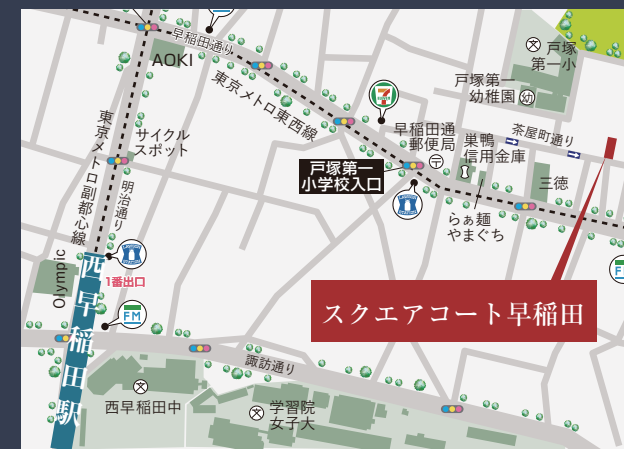 早稲田通り
AOKI
東京メトロ東西線
戸塚
第一小
戸塚第一
幼稚園
幼
文
茶屋町通り
早稲田通
郵便局
巣鴨
信用金庫
三徳
戸塚第一
小学校入口
らぁ麺
やまぐち
サイクル
スポット
東京メトロ副都心線
明治通り
Olympic
1番出口
西早稲田駅
FM
FM
スクエアコート早稲田
諏訪通り
文
西早稲田中
文
学習院
女子大